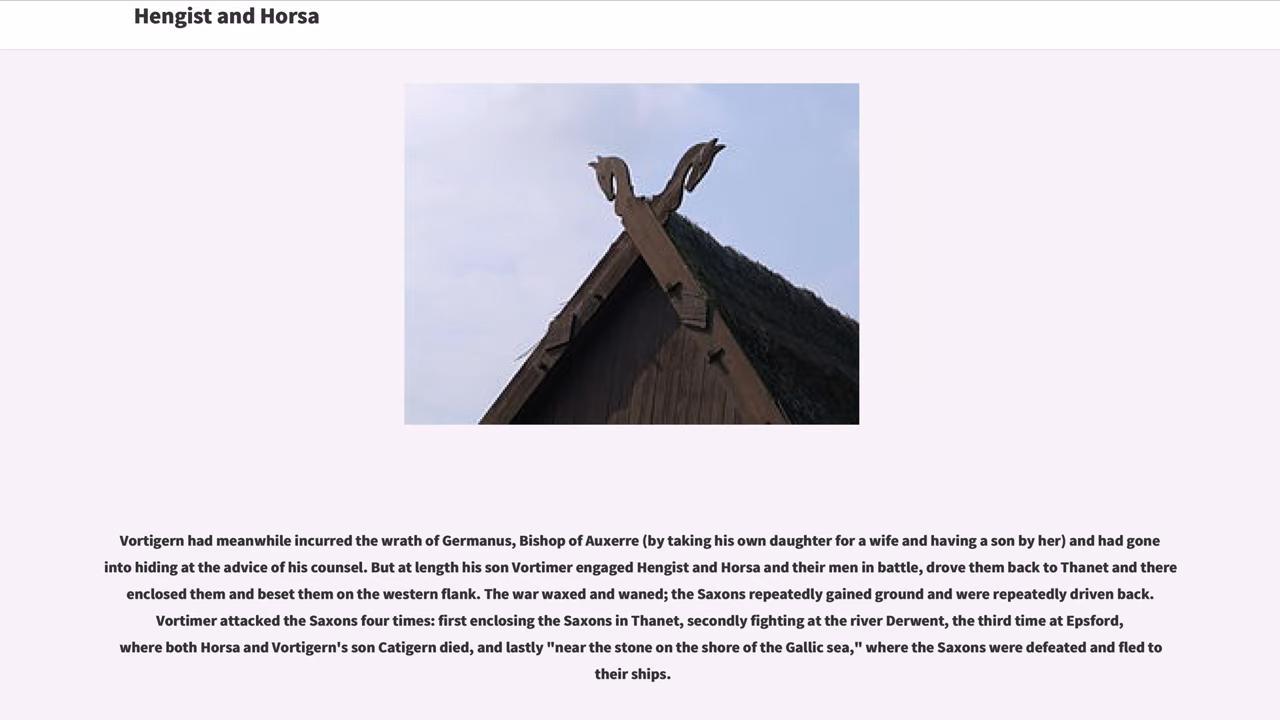 Hengist and Horsa
Vortigern had meanwhile incurred the wrath of Germanus, Bishop of Auxerre (by taking his own daughter for a wife and having a son by her) and had gone
into hiding at the advice of his counsel. But at length his son Vortimer engaged Hengist and Horsa and their men in battle, drove them back to Thanet and there
enclosed them and beset them on the western flank. The war waxed and waned; the Saxons repeatedly gained ground and were repeatedly driven back.
Vortimer attacked the Saxons four times: first enclosing the Saxons in Thanet, secondly fighting at the river Derwent, the third time at Epsford,
where both Horsa and Vortigern's son Catigern died, and lastly "near the stone on the shore of the Gallic sea," where the Saxons were defeated and fled to
their ships.